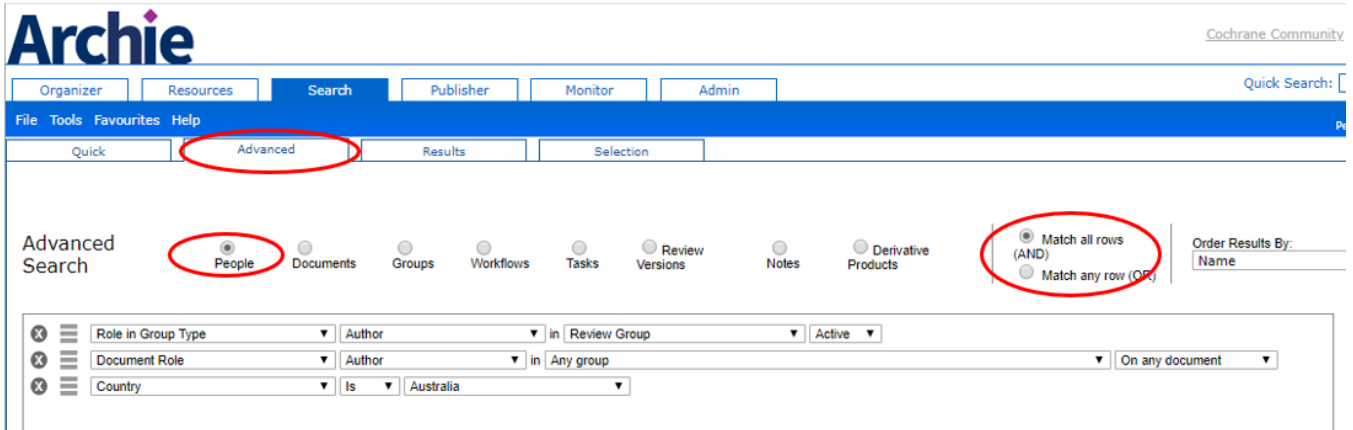 Archie
Cochrane Community
Organizer Resources Search Publisher Monitor Admin Quick Search:
File Tools Favourites Help
Quick Advanced Results Selection
Advanced Search
People Documents Groups Workflows Tasks Review Versions Notes Derivative Products
Match all rows (AND)
Match any row (OR)
Order Results By:
Name
Role in Group Type Author in Review Group Active
Document Role Author in Any group On any document
Country Is Australia